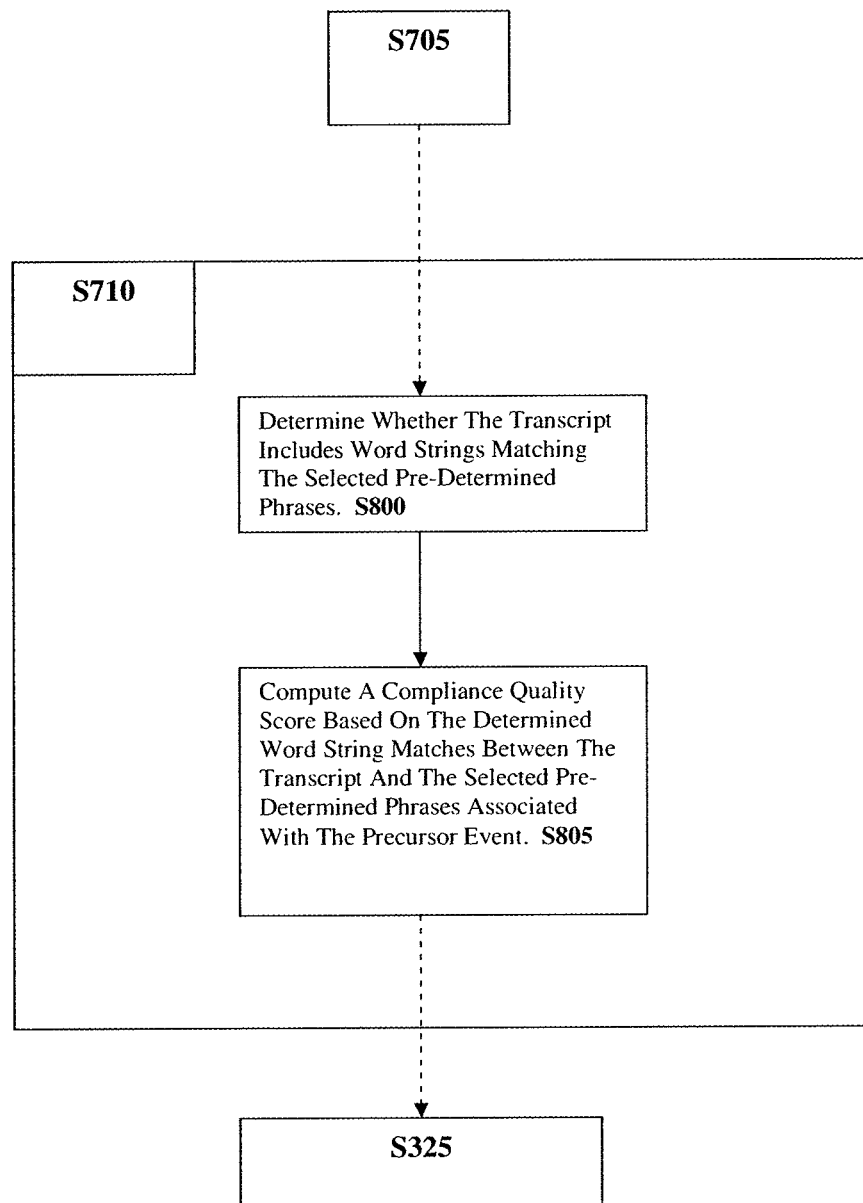 S705
S710
Determine Whether The Transcript
Includes Word Strings Matching
The Selected Pre-Determined
Phrases. S800
Compute A Compliance Quality
Score Based On The Determined
Word String Matches Between The
Transcript And The Selected Pre-
Determined Phrases Associated
With The Precursor Event. S805
S325